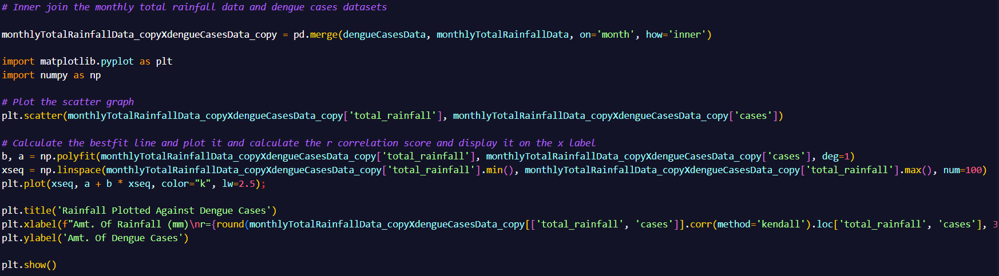 # Inner join the monthly total rainfall data and dengue cases datasets
monthlyTotalRainfallData_copyXdengueCasesData_copy = pd.merge(dengueCasesData, monthlyTotalRainfallData, on='month', how='inner')
import matplotlib.pyplot as plt
import numpy as np
# Plot the scatter graph
plt.scatter(monthlyTotalRainfallData_copyXdengueCasesData_copy['total_rainfall'], monthlyTotalRainfallData_copyXdengueCasesData_copy['cases'])
# Calculate the bestfit line and plot it and calculate the r correlation score and display it on the x label
b, a = np.polyfit(monthlyTotalRainfallData_copyXdengueCasesData_copy['total_rainfall'], monthlyTotalRainfallData_copyXdengueCasesData_copy['cases'], deg=1)
xseq = np.linspace(monthlyTotalRainfallData_copyXdengueCasesData_copy['total_rainfall'].min(), monthlyTotalRainfallData_copyXdengueCasesData_copy['total_rainfall'].max(), num=100)
plt.plot(xseq, a + b * xseq, color="k", lw=2.5);
plt.title('Rainfall Plotted Against Dengue Cases')
plt.xlabel(f"Amt. Of Rainfall (mm)\nr={round(monthlyTotalRainfallData_copyXdengueCasesData_copy[['total_rainfall', 'cases']].corr(method='kendall').loc['total_rainfall', 'cases'], 3
plt.ylabel('Amt. Of Dengue Cases')
plt.show()